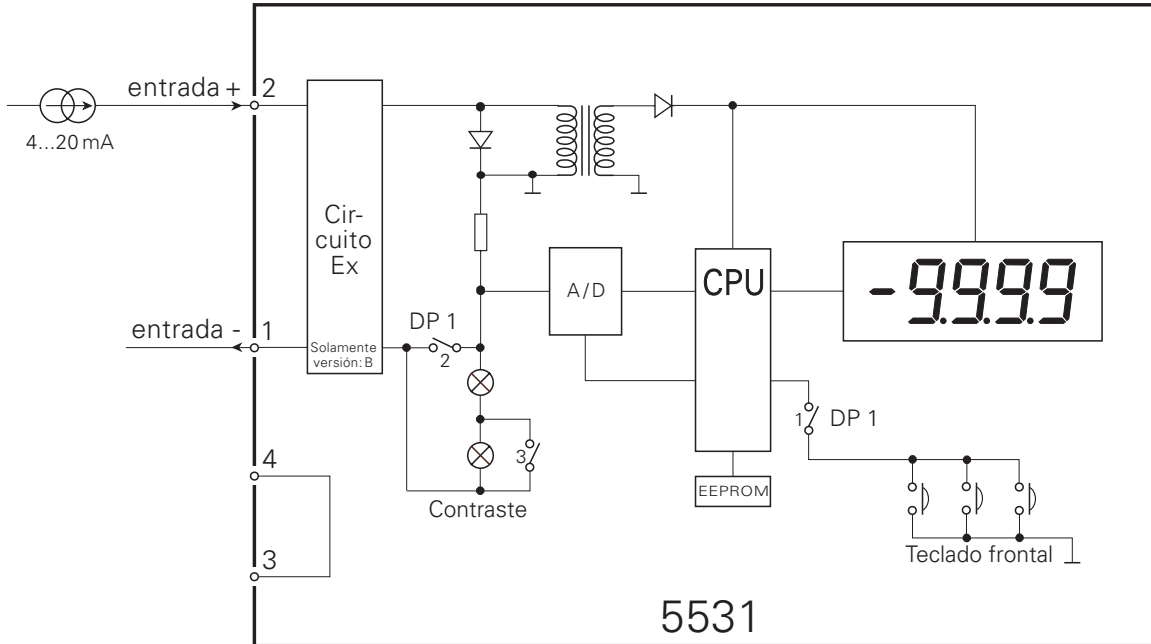 entrada +
2
4...20 mA
Cir-
cuito
Ex
Solamente
versión: B
entrada -
1
DP 1
2
A/D
CPU
-9.9.9.9
EEPROM
1
DP 1
3
Contraste
4
3
Teclado frontal
5531